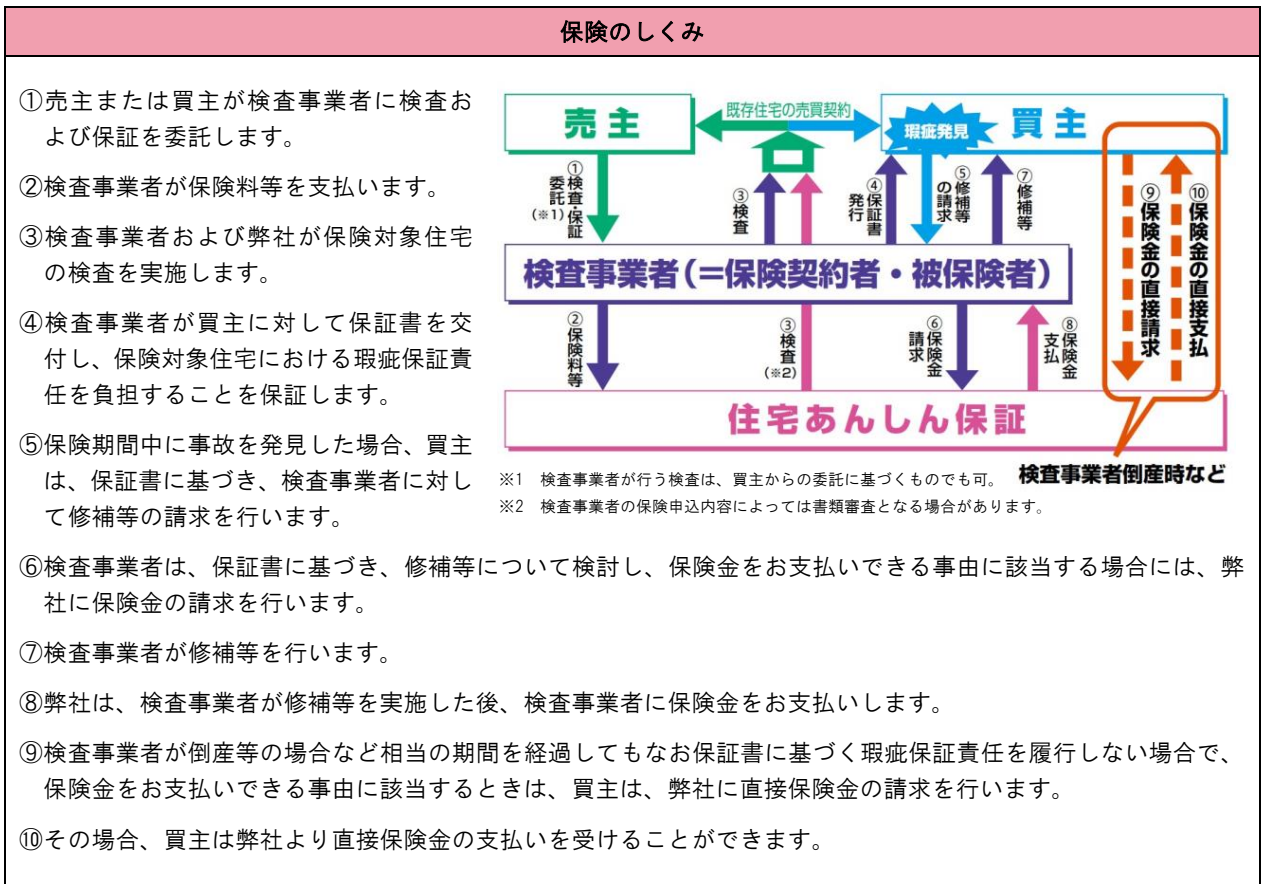 保険のしくみ
①売主または買主が検査事業者に検査お
よび保証を委託します。
②検査事業者が保険料等を支払います。
③検査事業者および弊社が保険対象住宅
の検査を実施します。
④検査事業者が買主に対して保証書を交
付し、保険対象住宅における瑕疵保証責
任を負担することを保証します。
⑤保険期間中に事故を発見した場合、買主
は、保証書に基づき、検査事業者に対し
て修補等の請求を行います。
売主
既存住宅の売買契約
瑕疵発見
買主
①検査・保証
委託
(※1)
③検査
④保証書
発行
⑤修補等
の請求
⑦修補等
⑨保険金の直接請求
⑩保険金の直接支払
検査事業者(=保険契約者・被保険者)
②保険料等
③検査
(※2)
⑥保険金
請求
⑧保険金
支払
住宅あんしん保証
検査事業者倒産時など
※1 検査事業者が行う検査は、買主からの委託に基づくものでも可。
※2 検査事業者の保険申込内容によっては書類審査となる場合があります。
⑥検査事業者は、保証書に基づき、修補等について検討し、保険金をお支払いできる事由に該当する場合には、弊
社に保険金の請求を行います。
⑦検査事業者が修補等を行います。
⑧弊社は、検査事業者が修補等を実施した後、検査事業者に保険金をお支払いします。
⑨検査事業者が倒産等の場合など相当の期間を経過してもなお保証書に基づく瑕疵保証責任を履行しない場合で、
保険金をお支払いできる事由に該当するときは、買主は、弊社に直接保険金の請求を行います。
⑩その場合、買主は弊社より直接保険金の支払いを受けることができます。